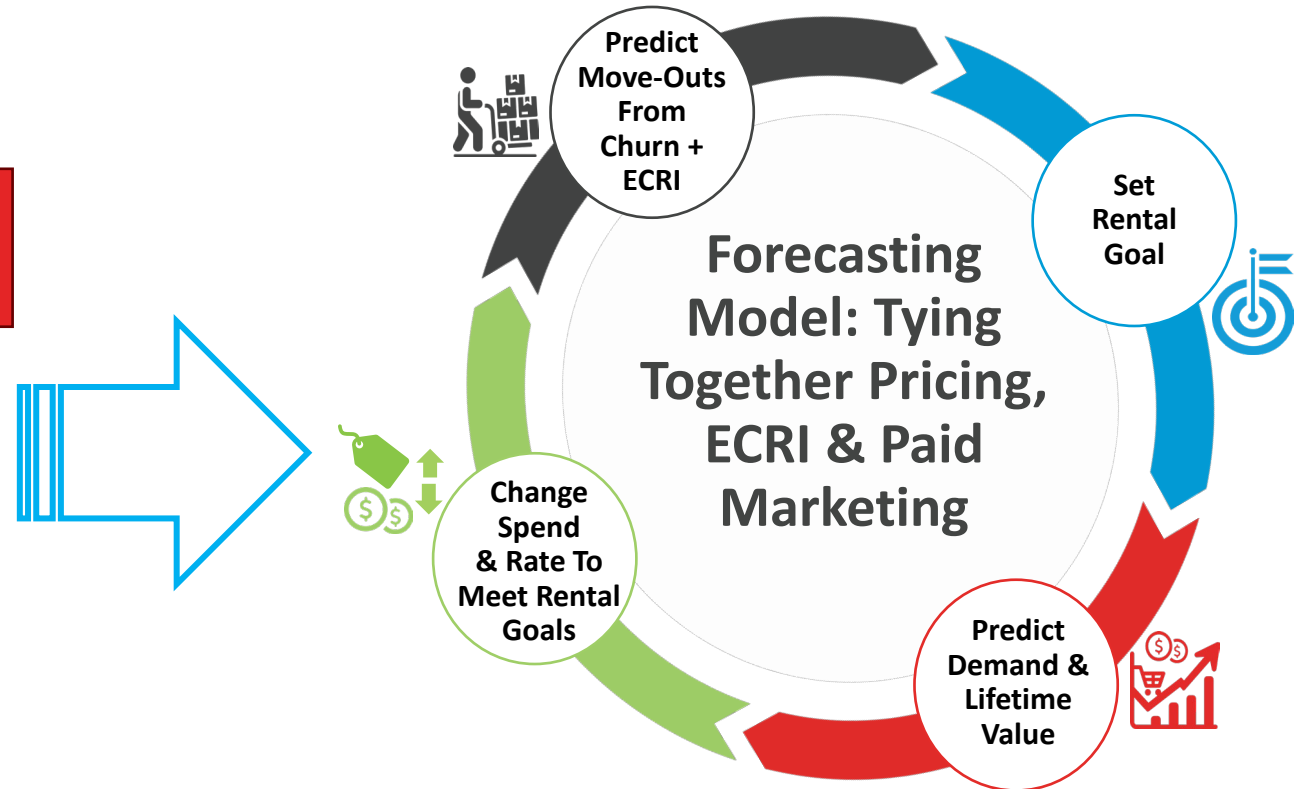 Predict
Move-Outs
From
Churn +
ECRI
Set
Rental
Goal
Forecasting
Model: Tying
Together Pricing,
ECRI & Paid
Marketing
Change
Spend
& Rate To
Meet Rental
Goals
Predict
Demand &
Lifetime
Value